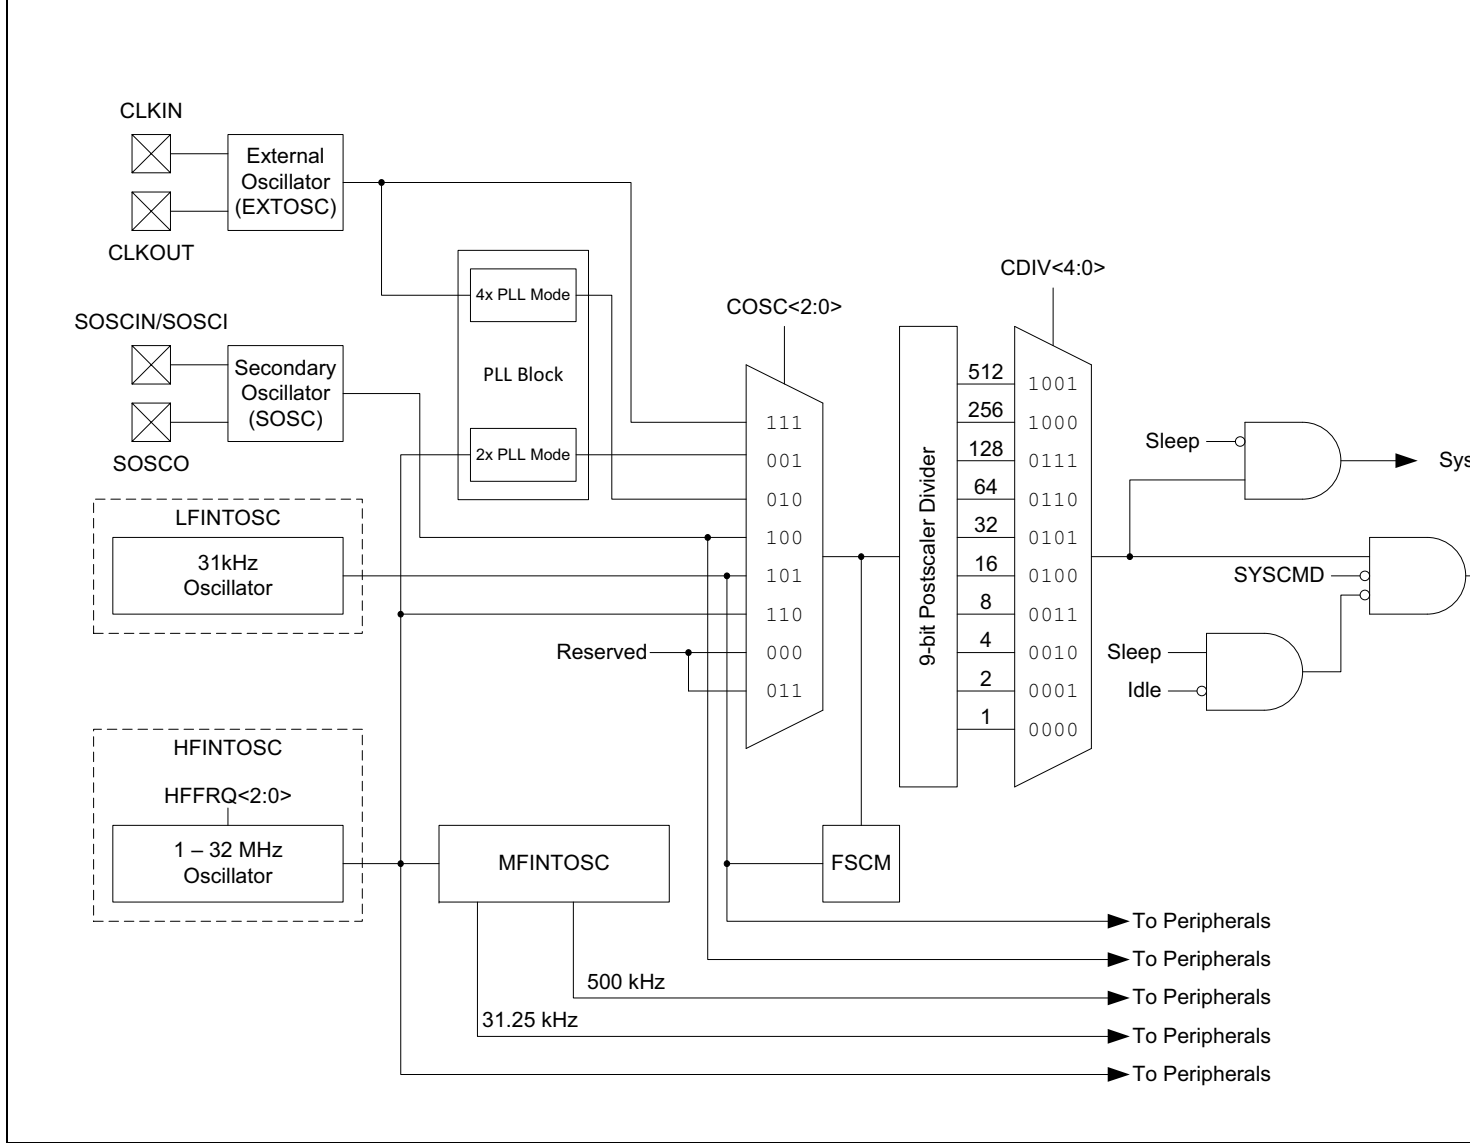 CLKIN
External
Oscillator
(EXTOSC)
CLKOUT
4x PLL Mode
PLL Block
2x PLL Mode
SOSCIN/SOSCI
Secondary
Oscillator
(SOSC)
SOSCO
LFINTOSC
31kHz
Oscillator
Reserved
HFINTOSC
HFFRQ<2:0>
1 – 32 MHz
Oscillator
MFINTOSC
COSC<2:0>
111
001
010
100
101
110
000
011
FSCM
9-bit Postscaler Divider
CDIV<4:0>
512 1001
256 1000
128 0111
64 0110
32 0101
16 0100
8 0011
4 0010
2 0001
1 0000
Sleep
Sys
SYSCMD
Sleep
Idle
To Peripherals
To Peripherals
500 kHz
To Peripherals
31.25 kHz
To Peripherals
To Peripherals